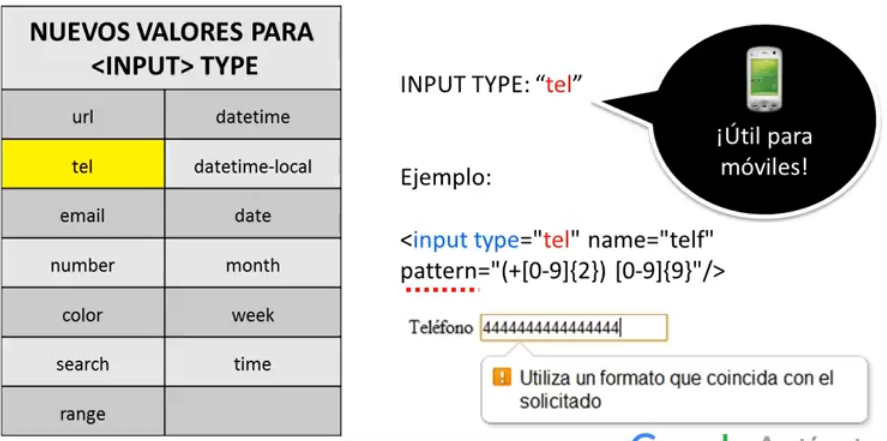 NUEVOS VALORES PARA
<INPUT> TYPE
url datetime
tel datetime-local
email date
number month
color week
search time
range
INPUT TYPE: “tel”
¡Útil para
móviles!
Ejemplo:
<input type="tel" name="telf"
pattern="(+[0-9]{2}) [0-9]{9}"/>
Teléfono 4444444444444444
Utiliza un formato que coincida con el
solicitado